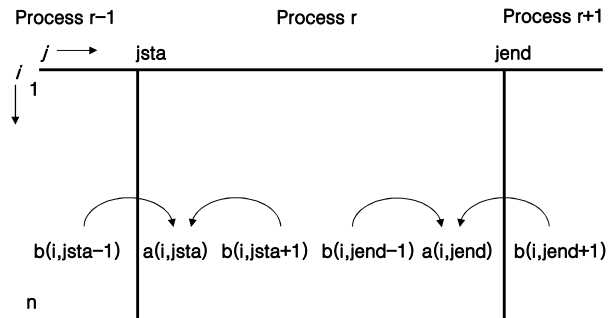 Process r-1 Process r Process r+1
j jsta jend
i
1
b(i,jsta-1) a(i,jsta) b(i,jsta+1) b(i,jend-1) a(i,jend) b(i,jend+1)
n